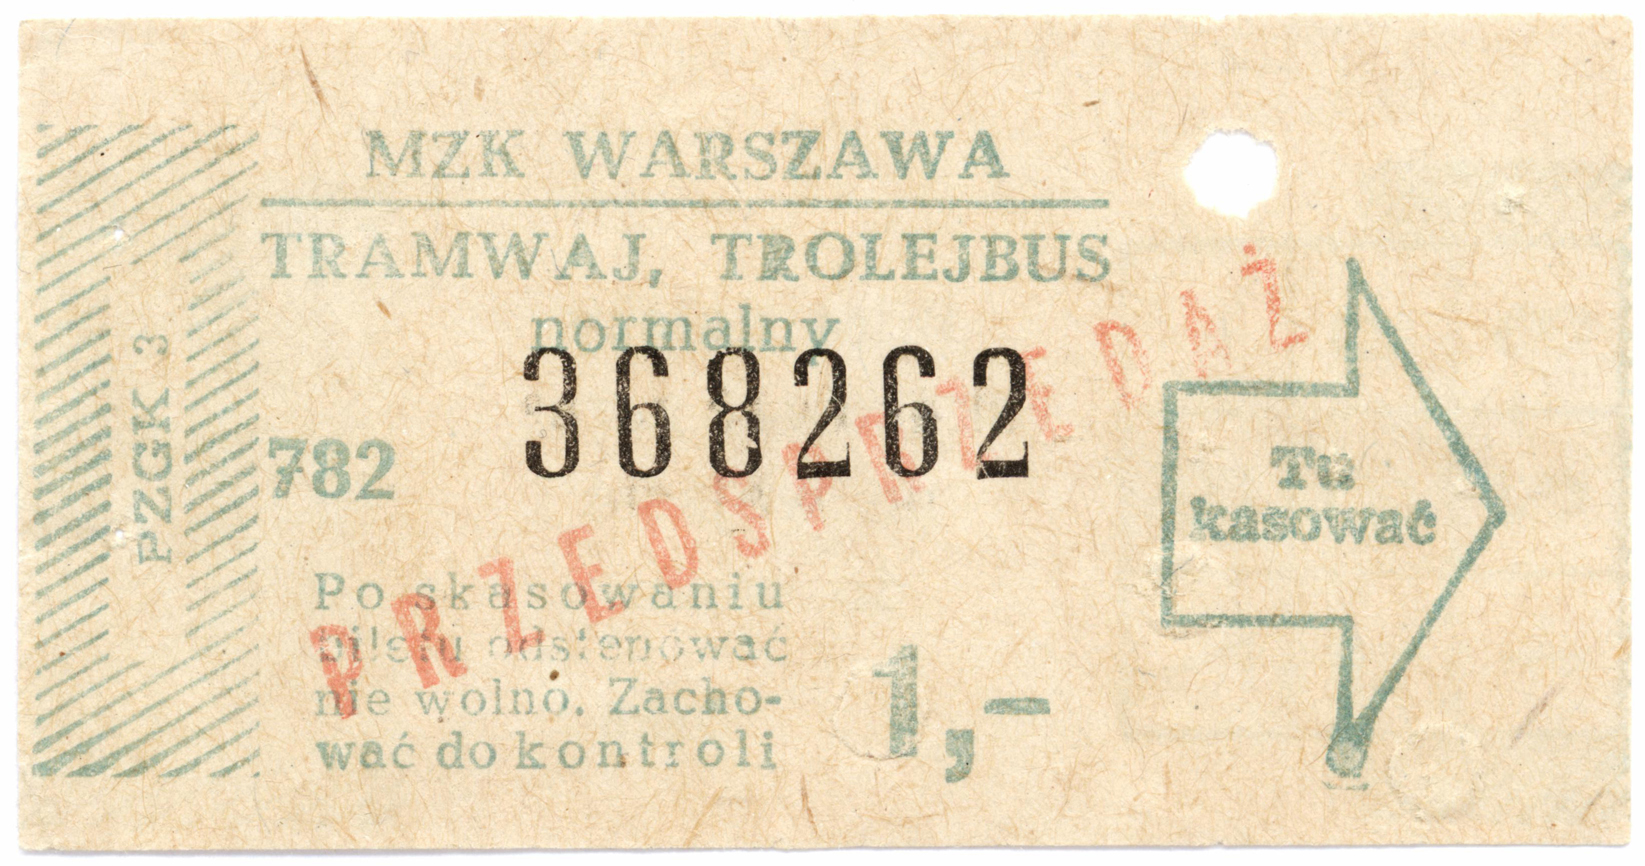 MZK WARSZAWA
TRAMWAJ, TROLEJBUS
normalny
368262
782
PZGK 3
PRZEDSPRZEDAŻ
Tu
kasować
Po skasowaniu
biletu odstępować
nie wolno. Zacho-
wać do kontroli
1,-